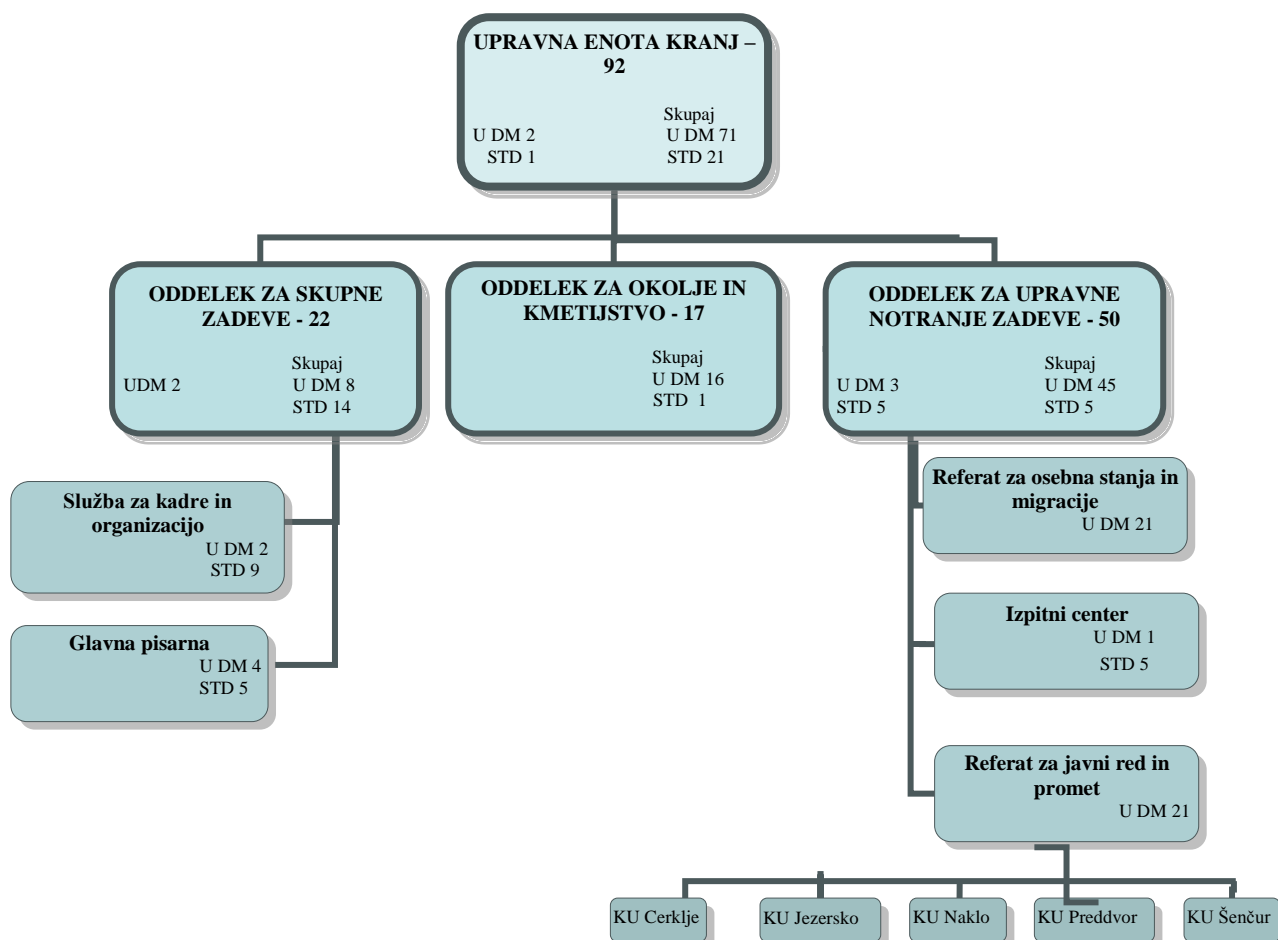 UPRAVNA ENOTA KRANJ –
92
Skupaj
U DM 2 U DM 71
STD 1 STD 21
ODDELEK ZA SKUPNE
ZADEVE - 22
Skupaj
UDM 2 U DM 8
STD 14
ODDELEK ZA OKOLJE IN
KMETIJSTVO - 17
Skupaj
U DM 16
STD 1
ODDELEK ZA UPRAVNE
NOTRANJE ZADEVE - 50
Skupaj
U DM 3 U DM 45
STD 5 STD 5
Služba za kadre in
organizacijo
U DM 2
STD 9
Glavna pisarna
U DM 4
STD 5
Referat za osebna stanja in
migracije
U DM 21
Izpitni center
U DM 1
STD 5
Referat za javni red in
promet
U DM 21
KU Cerklje
KU Jezersko
KU Naklo
KU Preddvor
KU Šenčur